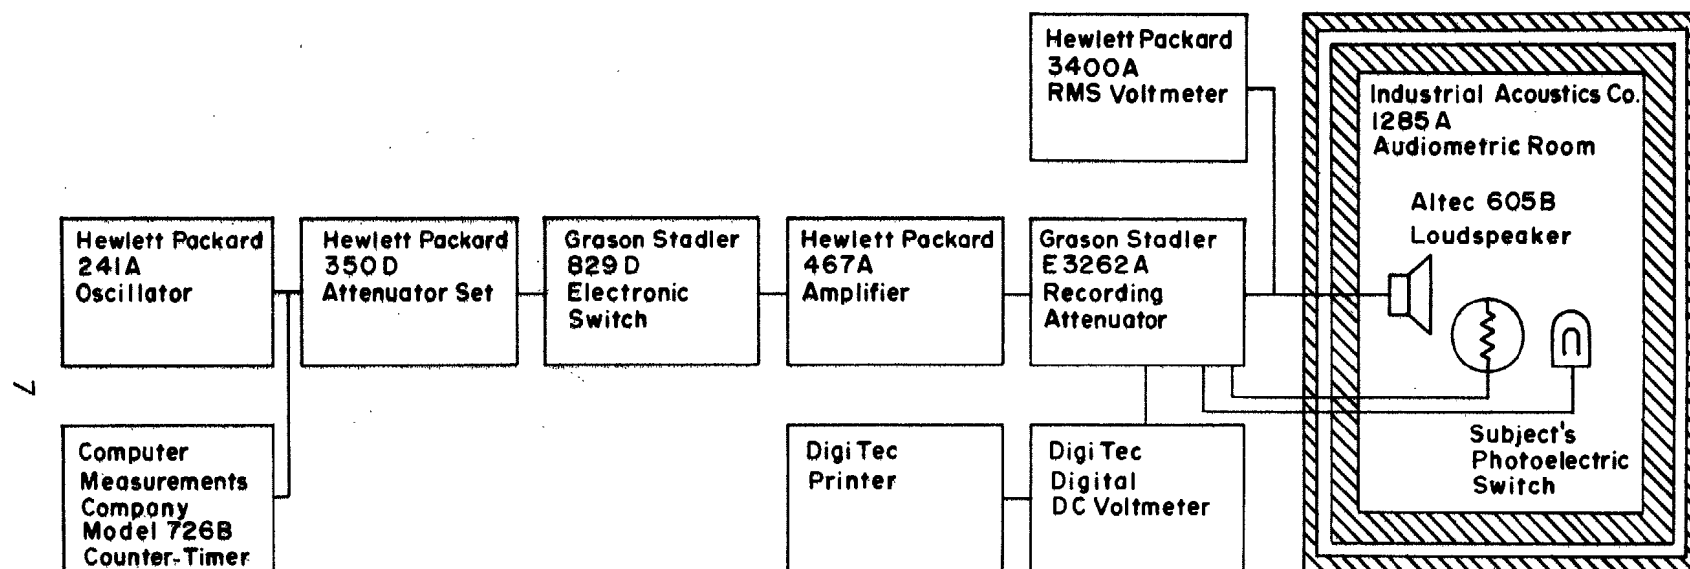 Hewlett Packard
3400A
RMS Voltmeter
Industrial Acoustics Co.
1285A
Audiometric Room
Altec 605B
Loudspeaker
Hewlett Packard
241A
Oscillator
Hewlett Packard
350D
Attenuator Set
Grason Stadler
829D
Electronic
Switch
Hewlett Packard
467A
Amplifier
Grason Stadler
E3262A
Recording
Attenuator
7
Computer
Measurements
Company
Model 726B
Counter-Timer
DigiTec
Printer
DigiTec
Digital
DC Voltmeter
Subject's
Photoelectric
Switch